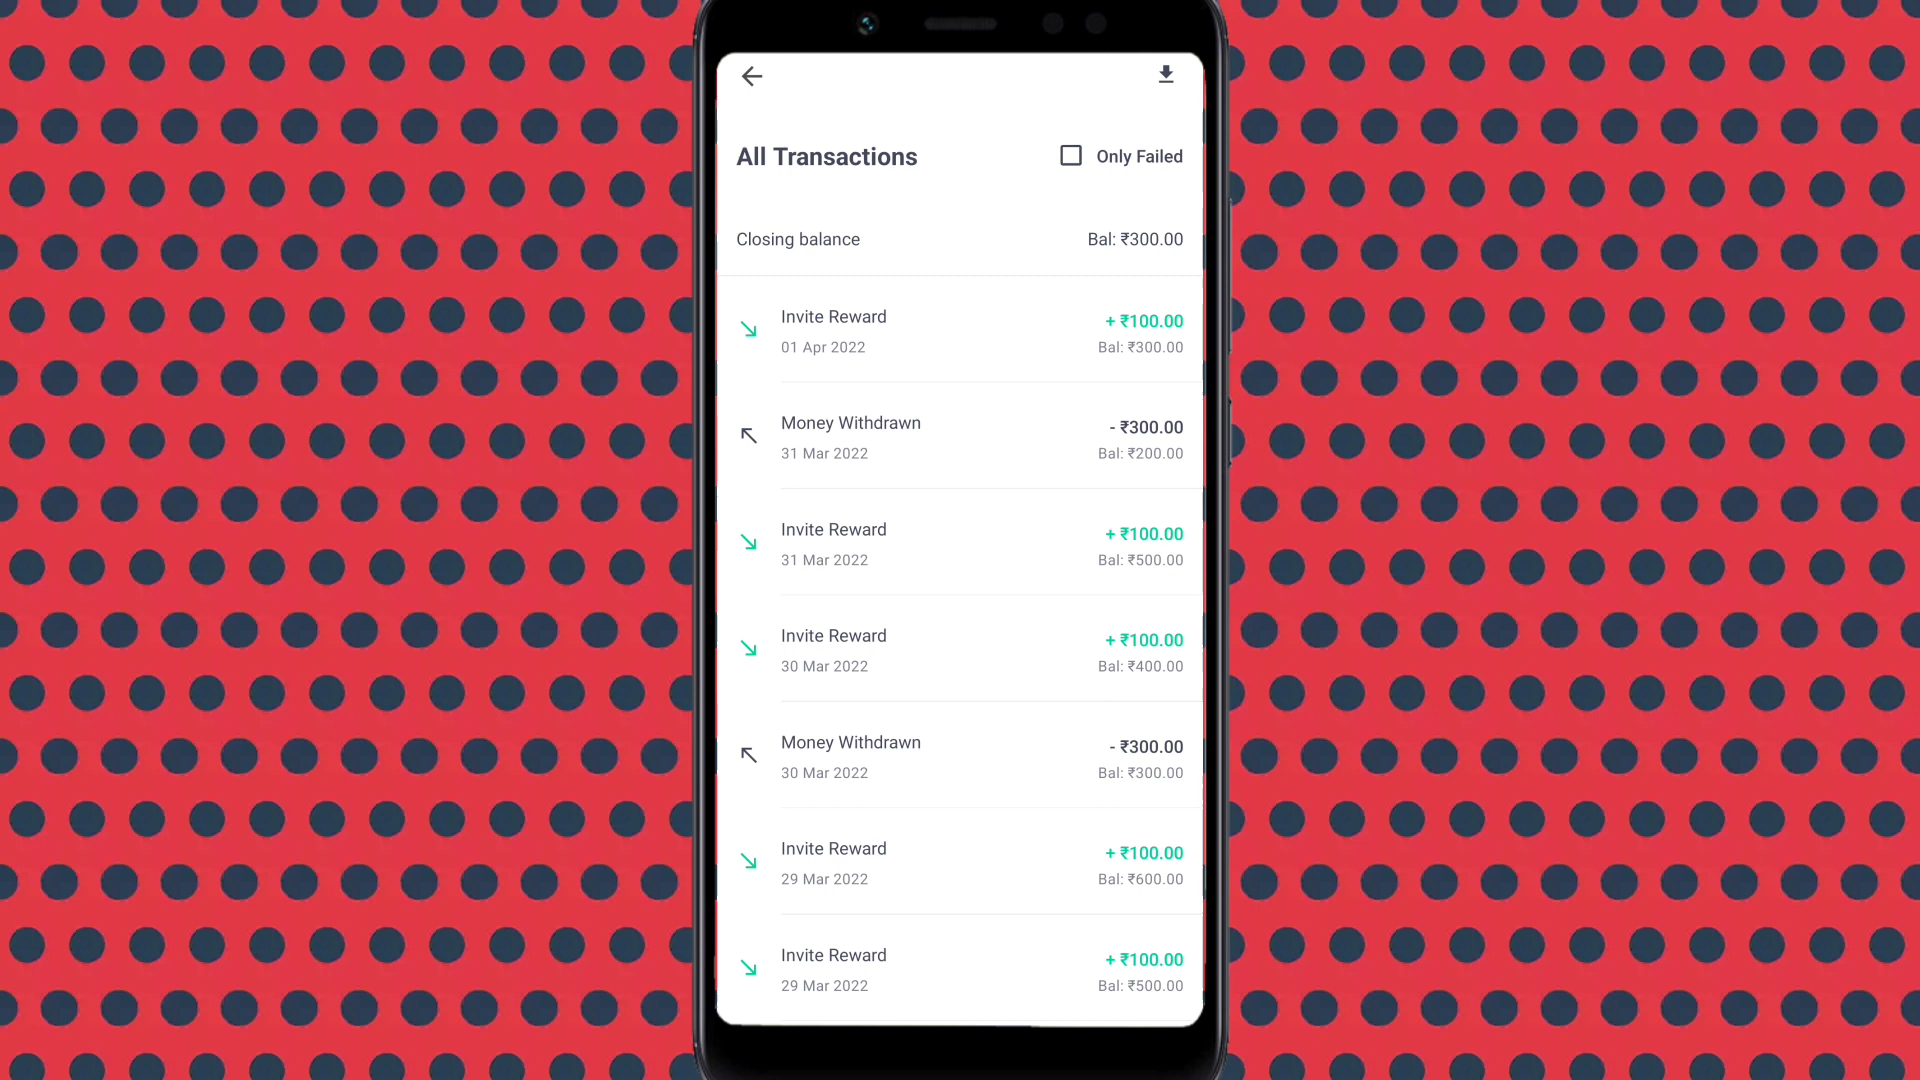 All Transactions
Only Failed
Closing balance
Bal: ₹300.00
Invite Reward
+ ₹100.00
01 Apr 2022
Bal: ₹300.00
Money Withdrawn
- ₹300.00
31 Mar 2022
Bal: ₹200.00
Invite Reward
+ ₹100.00
31 Mar 2022
Bal: ₹500.00
Invite Reward
+ ₹100.00
30 Mar 2022
Bal: ₹400.00
Money Withdrawn
- ₹300.00
30 Mar 2022
Bal: ₹300.00
Invite Reward
+ ₹100.00
29 Mar 2022
Bal: ₹600.00
Invite Reward
+ ₹100.00
29 Mar 2022
Bal: ₹500.00